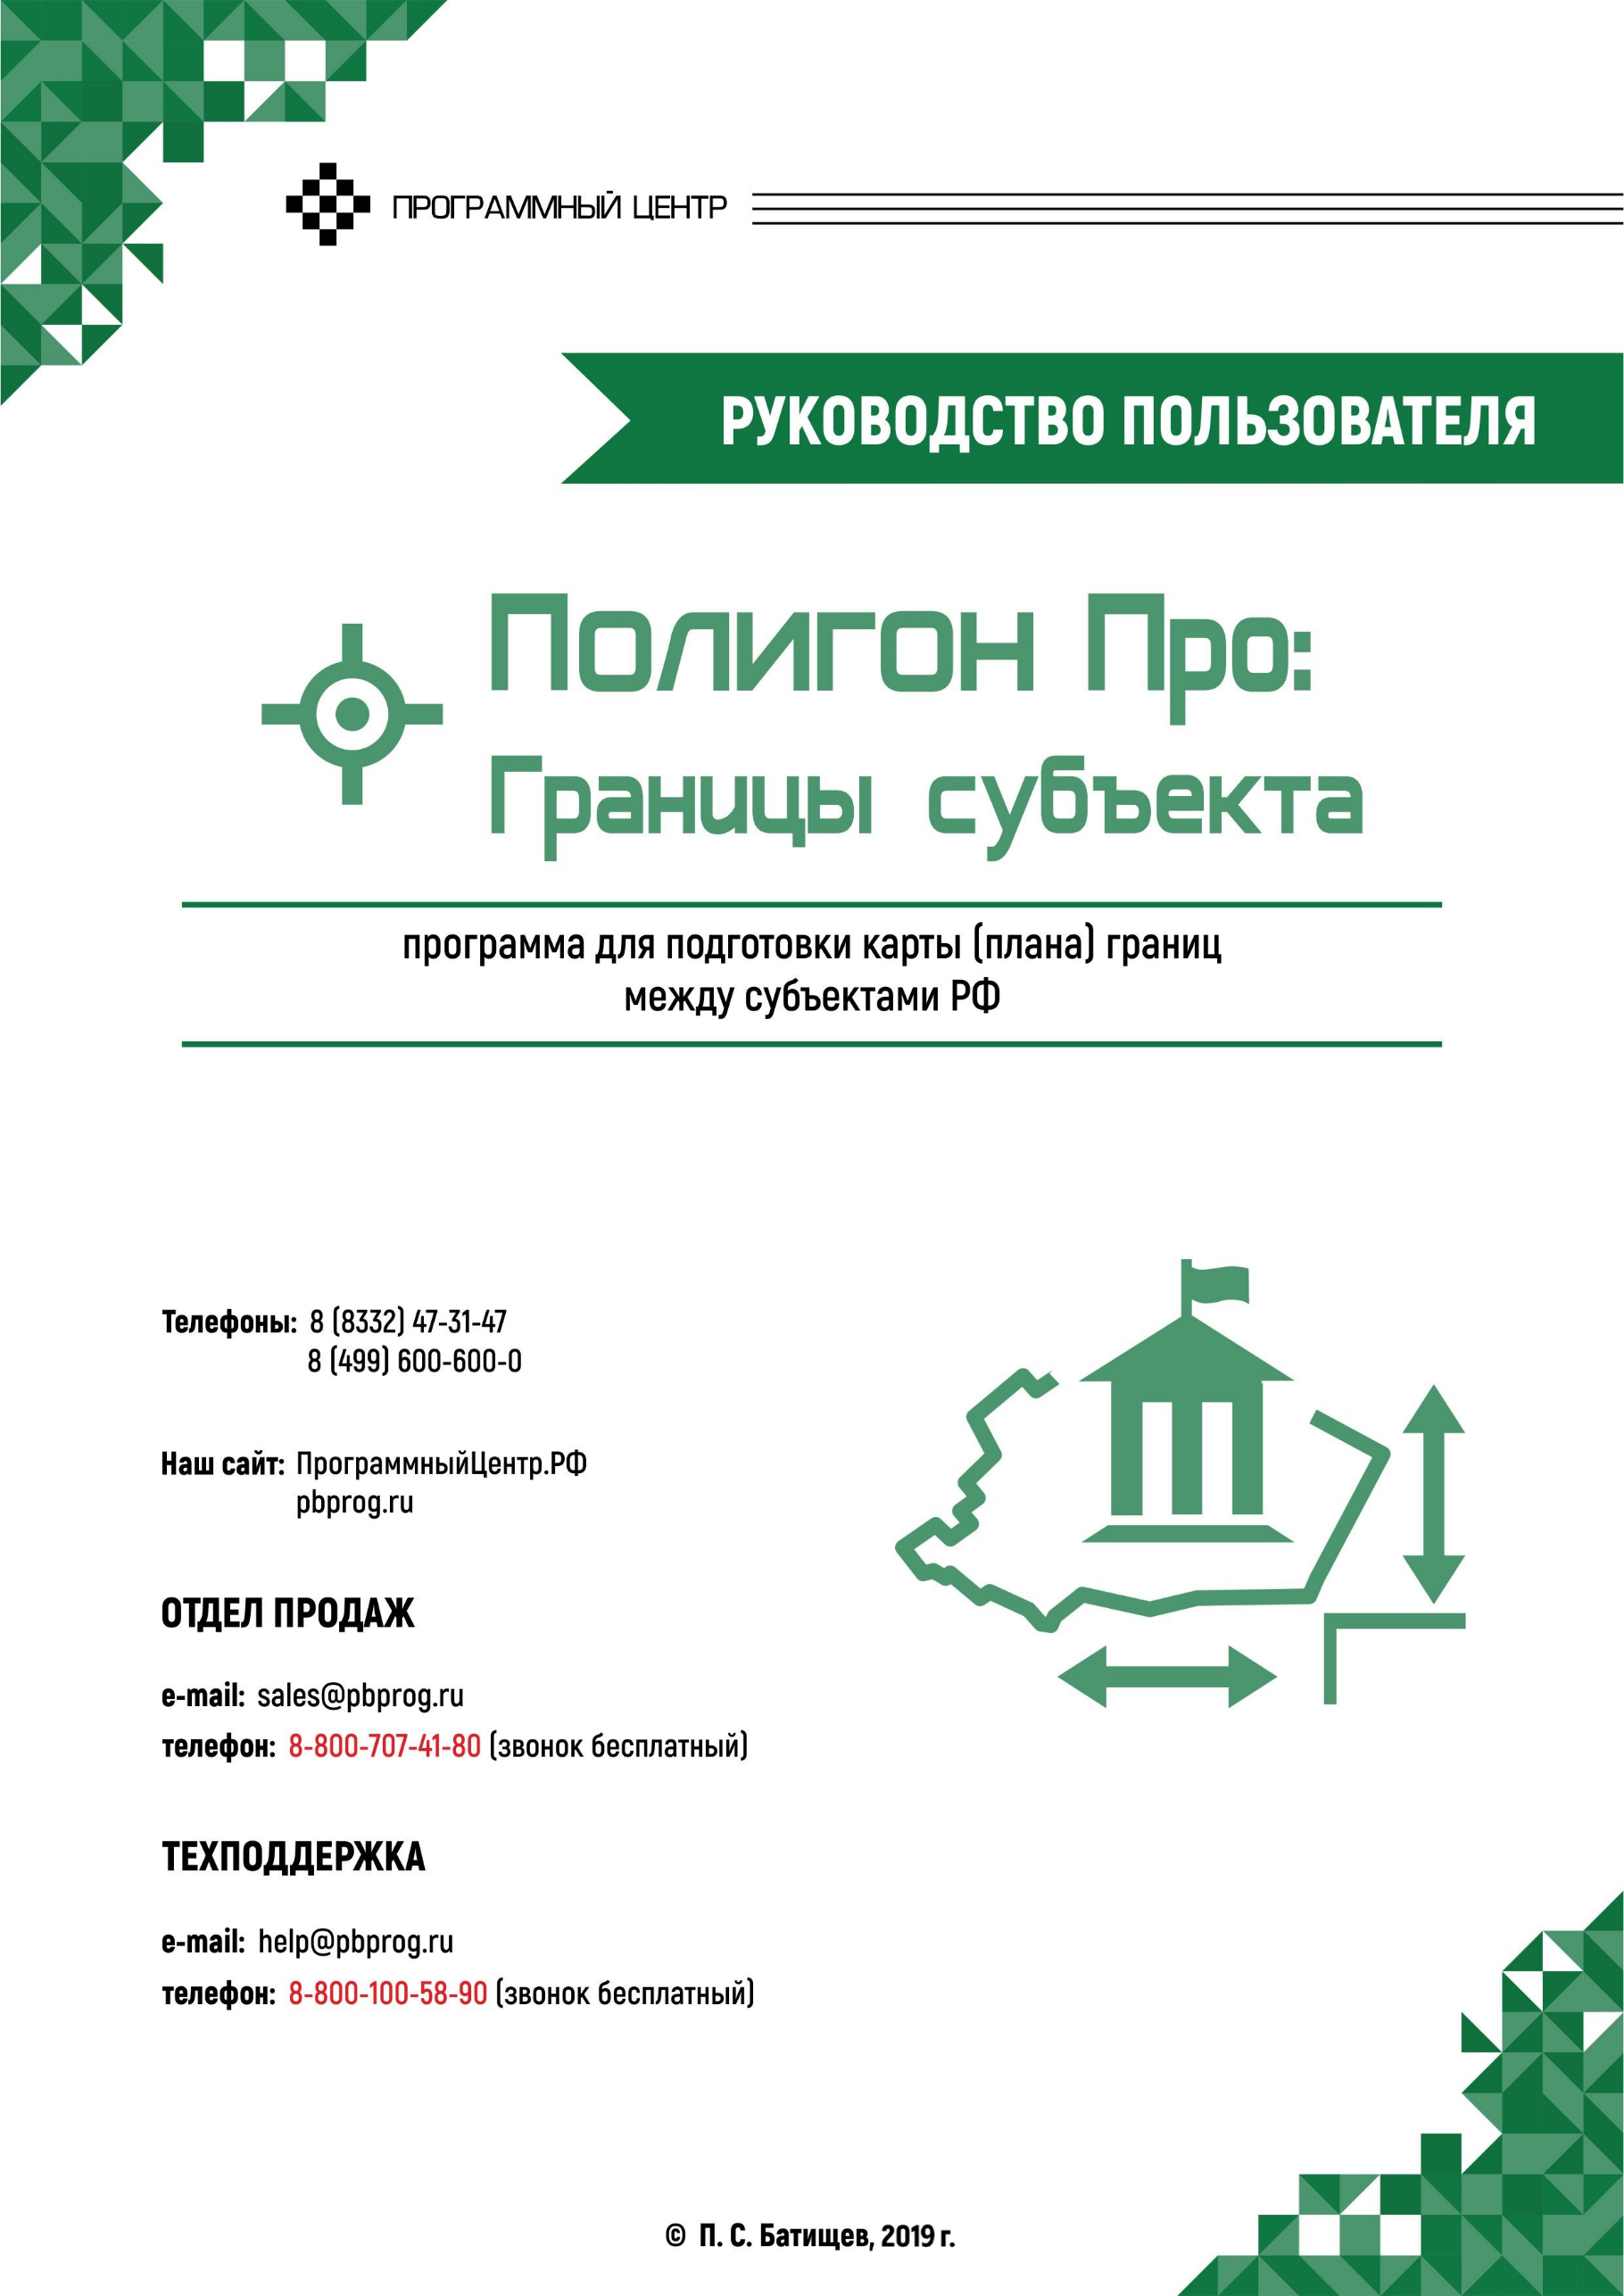 ПРОГРАММНЫЙ ЦЕНТР
РУКОВОДСТВО ПОЛЬЗОВАТЕЛЯ
Полигон Про:
Границы субъекта
программа для подготовки карты (плана) границ
между субъектами РФ
Телефоны: 8 (8332) 47-31-47
8 (499) 600-600-0
Наш сайт: ПрограммныйЦентр.РФ
pbprog.ru
ОТДЕЛ ПРОДАЖ
e-mail: sales@pbprog.ru
телефон: 8-800-707-41-80 (звонок бесплатный)
ТЕХПОДДЕРЖКА
e-mail: help@pbprog.ru
телефон: 8-800-100-58-90 (звонок бесплатный)
© П. С. Батищев, 2019 г.